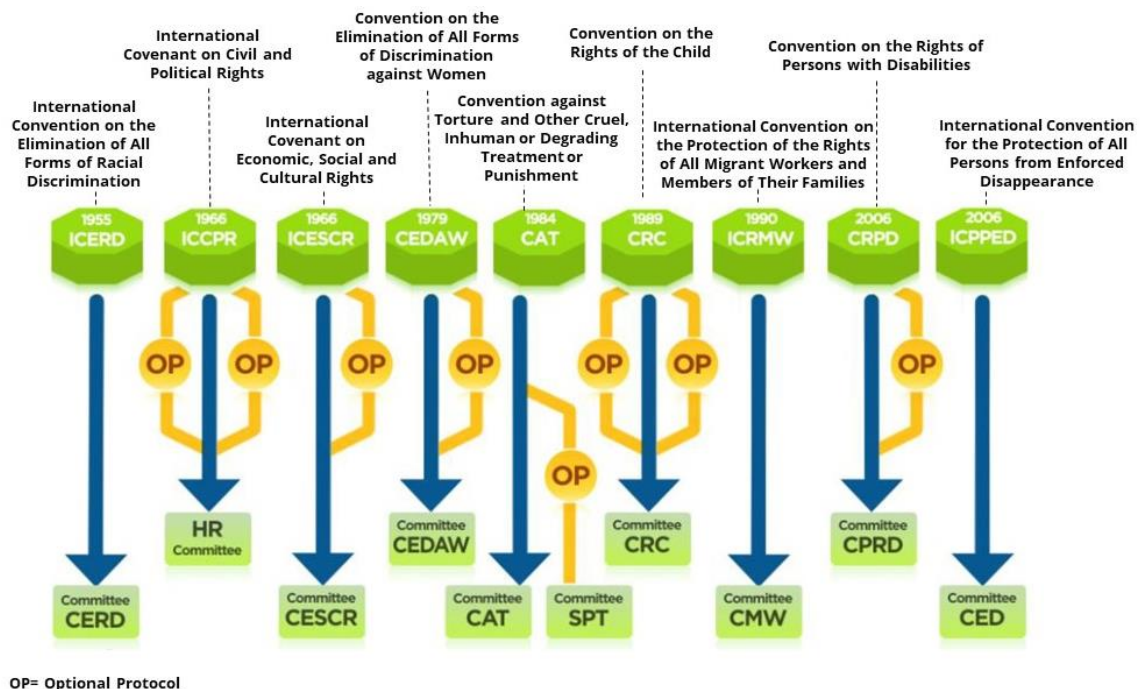 International
Convention on the
Elimination of All
Forms of Racial
Discrimination
International
Covenant on Civil and
Political Rights
International
Covenant on
Economic, Social and
Cultural Rights
Convention on the
Elimination of All Forms
of Discrimination
against Women
Convention against
Torture and Other Cruel,
Inhuman or Degrading
Treatment or
Punishment
Convention on the
Rights of the Child
International Convention on
the Protection of the Rights
of All Migrant Workers and
Members of Their Families
Convention on the Rights of
Persons with Disabilities
International Convention
for the Protection of All
Persons from Enforced
Disappearance
1955
ICERD
1966
ICCPR
1966
ICESCR
1979
CEDAW
1984
CAT
1989
CRC
1990
ICRMW
2006
CRPD
2006
ICPPED
OP
OP
OP
OP
OP
OP
OP
OP
HR
Committee
Committee
CEDAW
Committee
CRC
Committee
CPRD
Committee
CERD
Committee
CESCR
Committee
CAT
Committee
SPT
Committee
CMW
Committee
CED
OP= Optional Protocol